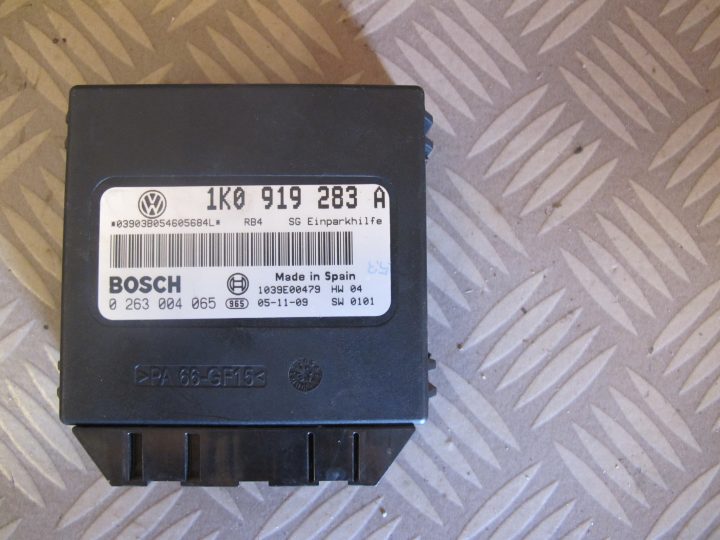 1K0 919 283 A
*03903B054605684L* RB4 SG Einparkhilfe
BOSCH
Made in Spain
1039E00479 HW 04
0 263 004 065 965 05-11-09 SW 0101
>PA 66-GF15<